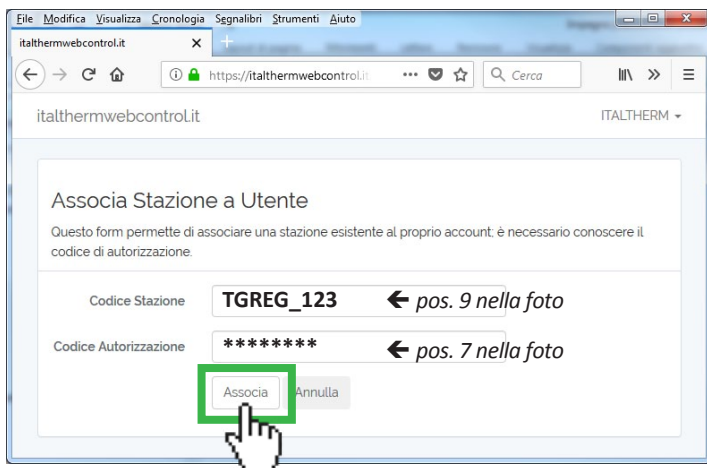 File Modifica Visualizza Cronologia Segnalibri Strumenti Aiuto
italthermwebcontrol.it
https://italthermwebcontrol.it
Cerca
italthermwebcontrol.it ITALTHERM
Associa Stazione a Utente
Questo form permette di associare una stazione esistente al proprio account; è necessario conoscere il
codice di autorizzazione.
Codice Stazione TGREG_123 ← pos. 9 nella foto
Codice Autorizzazione ******** ← pos. 7 nella foto
Associa Annulla